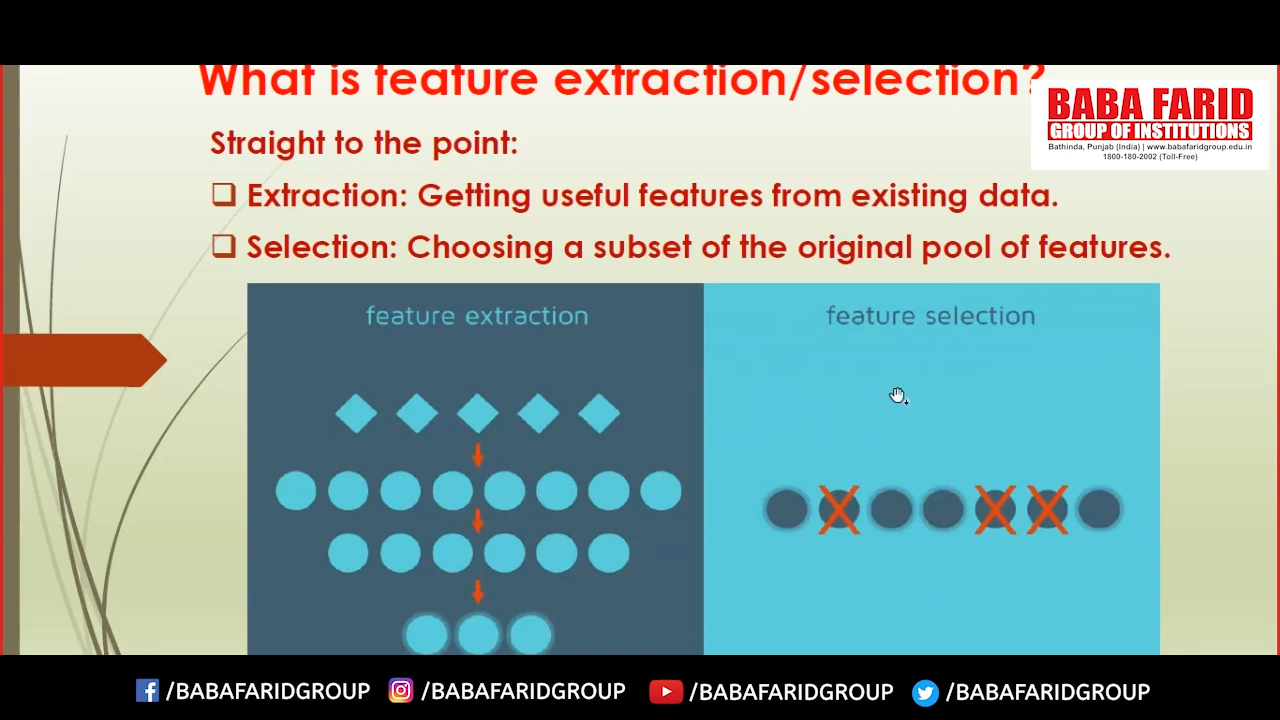 What is feature extraction/selection?
BABA FARID
GROUP OF INSTITUTIONS
Bathinda, Punjab (India) | www.babafaridgroup.edu.in
1800-180-2002 (Toll-Free)
Straight to the point:
Extraction: Getting useful features from existing data.
Selection: Choosing a subset of the original pool of features.
feature extraction
feature selection
/BABAFARIDGROUP /BABAFARIDGROUP /BABAFARIDGROUP /BABAFARIDGROUP